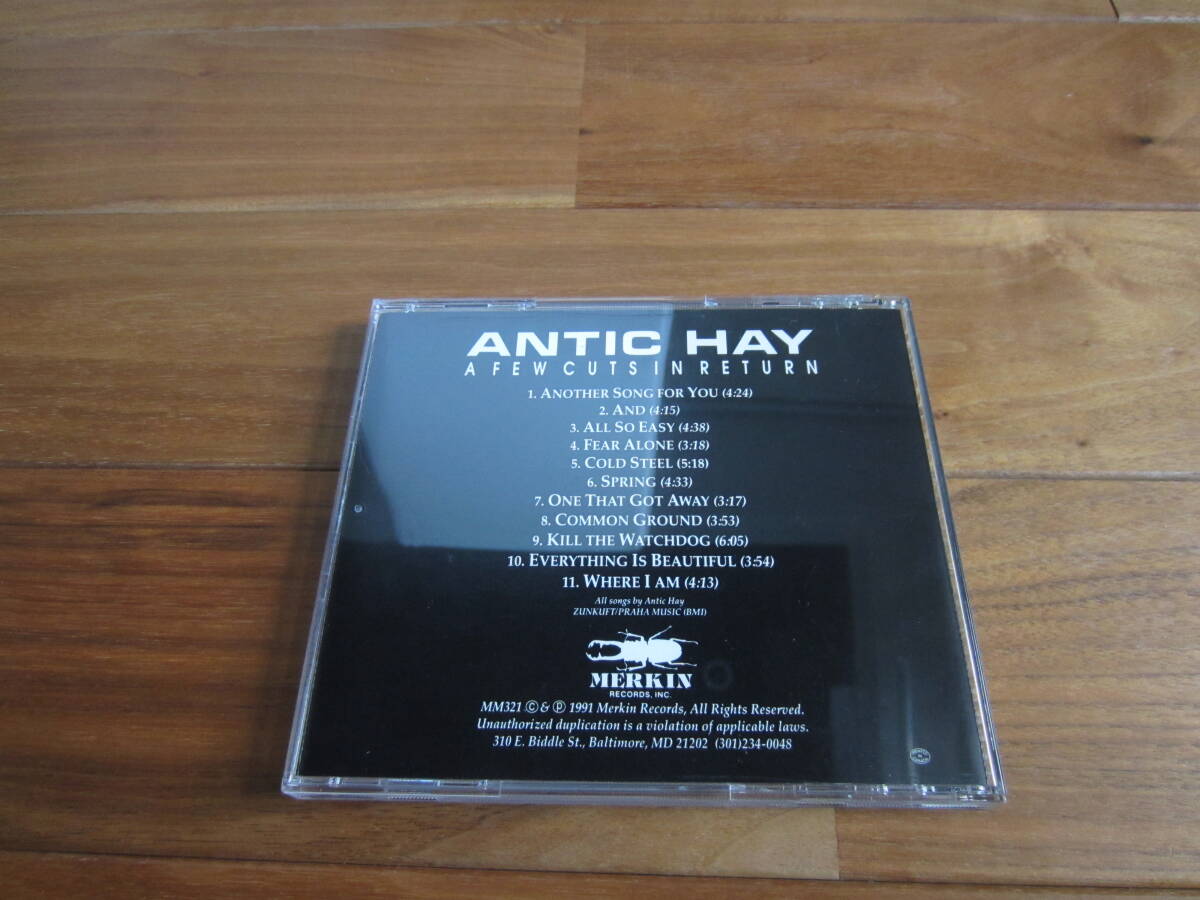 ANTIC HAY
A FEW CUTS IN RETURN
1. ANOTHER SONG FOR YOU (4:24)
2. AND (4:15)
3. ALL SO EASY (4:38)
4. FEAR ALONE (3:18)
5. COLD STEEL (5:18)
6. SPRING (4:33)
7. ONE THAT GOT AWAY (3:17)
8. COMMON GROUND (3:53)
9. KILL THE WATCHDOG (6:05)
10. EVERYTHING IS BEAUTIFUL (3:54)
11. WHERE I AM (4:13)
All songs by Antic Hay
ZUNKUFT/PRAHA MUSIC (BMI)
MERKIN
RECORDS, INC.
MM321 © & ℗ 1991 Merkin Records, All Rights Reserved.
Unauthorized duplication is a violation of applicable laws.
310 E. Biddle St., Baltimore, MD 21202 (301)234-0048